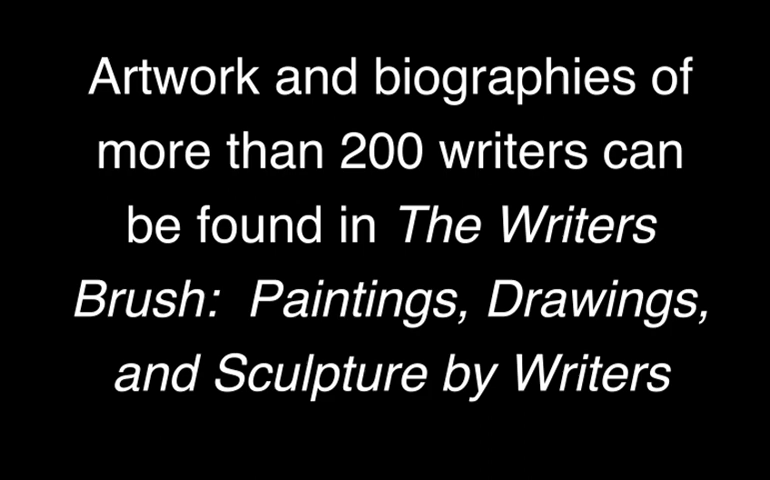 Artwork and biographies of
more than 200 writers can
be found in The Writers
Brush:  Paintings, Drawings,
and Sculpture by Writers